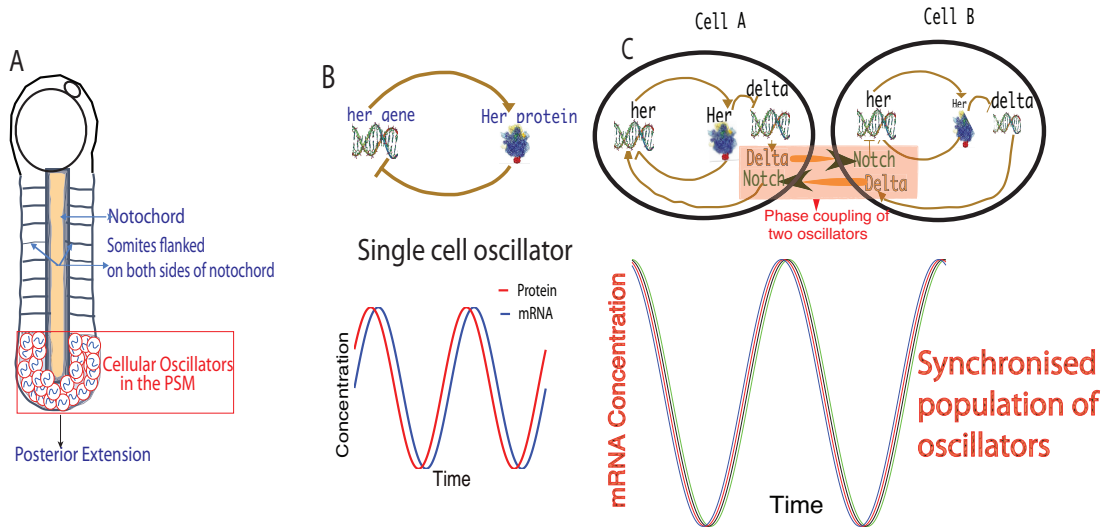 A
Notochord
Somites flanked
on both sides of notochord
Cellular Oscillators
in the PSM
Posterior Extension
B
her gene
Her protein
Single cell oscillator
Protein
mRNA
Concentration
Time
C
Cell A
Cell B
her
Her
delta
her
Her
delta
Delta
Notch
Notch
Delta
Phase coupling of
two oscillators
mRNA Concentration
Time
Synchronised
population of
oscillators